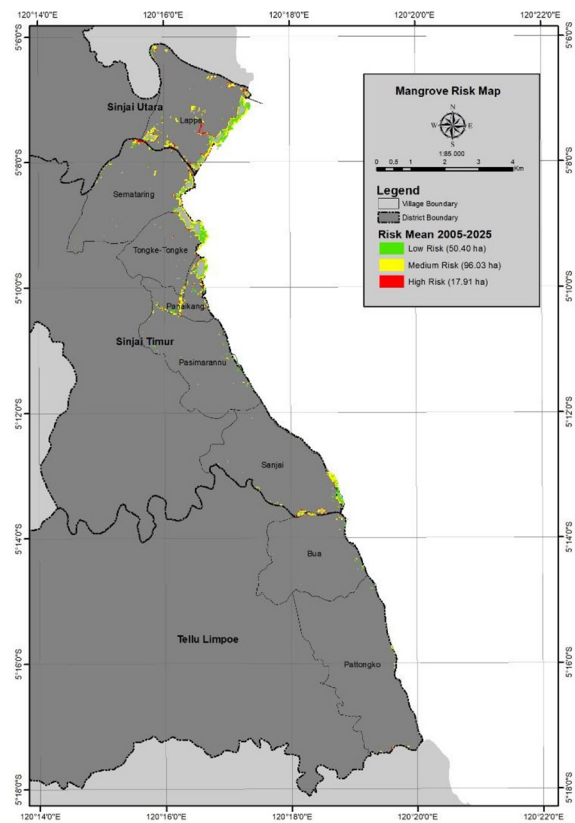 120°14'0"E 120°16'0"E 120°18'0"E 120°20'0"E 120°22'0"E
5°6'0"S 5°6'0"S
Mangrove Risk Map
N
W E
S
1:85 000
0 0,5 1 2 3 4
Km
Legend
Village Boundary
District Boundary
Risk Mean 2005-2025
Low Risk (50.40 ha)
Medium Risk (96.03 ha)
High Risk (17.91 ha)
Sinjai Utara
Lappa
5°8'0"S 5°8'0"S
Semataring
Tongke-Tongke
5°10'0"S 5°10'0"S
Panaikang
Sinjai Timur
Pasimarannu
5°12'0"S 5°12'0"S
Sanjai
5°14'0"S 5°14'0"S
Bua
Tellu Limpoe
5°16'0"S 5°16'0"S
Pattongko
5°18'0"S 5°18'0"S
120°14'0"E 120°16'0"E 120°18'0"E 120°20'0"E 120°22'0"E